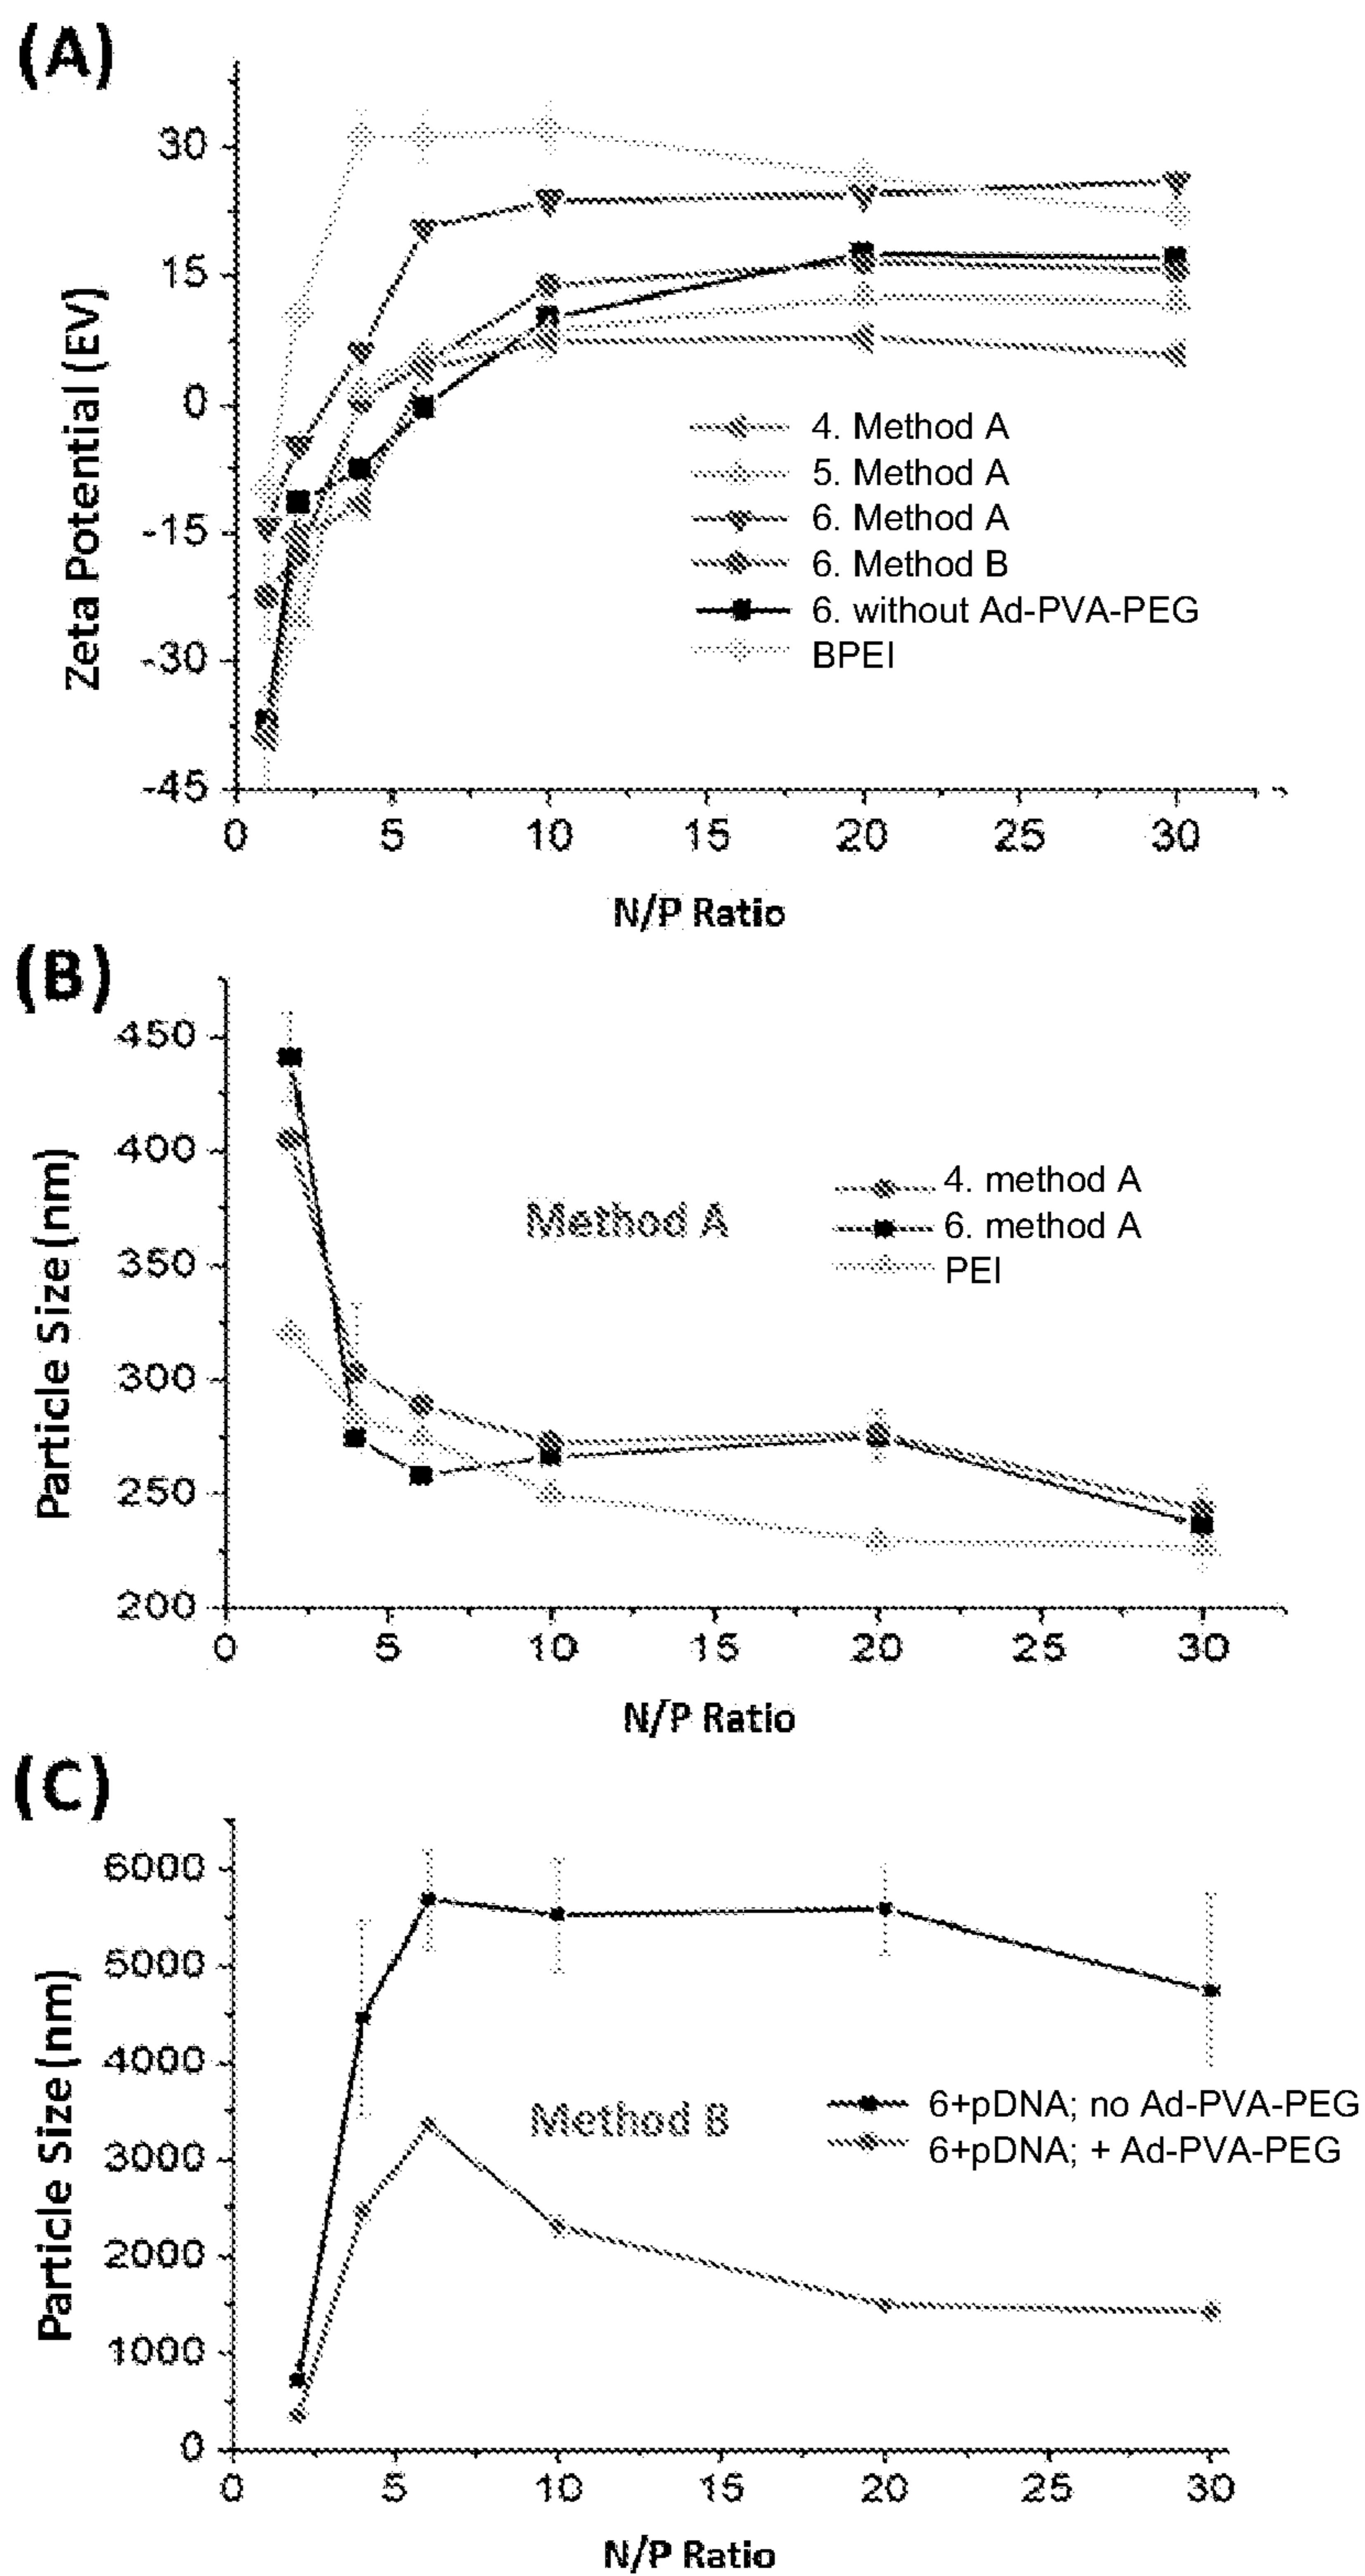 (A)
Zeta Potential (EV)
30
15
0
-15
-30
-45
4. Method A
5. Method A
6. Method A
6. Method B
6. without Ad-PVA-PEG
BPEI
0 5 10 15 20 25 30
N/P Ratio
(B)
Particle Size (nm)
450
400
350
300
250
200
Method A
4. method A
6. method A
PEI
0 5 10 15 20 25 30
N/P Ratio
(C)
Particle Size (nm)
6000
5000
4000
3000
2000
1000
0
Method B
6+pDNA; no Ad-PVA-PEG
6+pDNA; + Ad-PVA-PEG
0 5 10 15 20 25 30
N/P Ratio